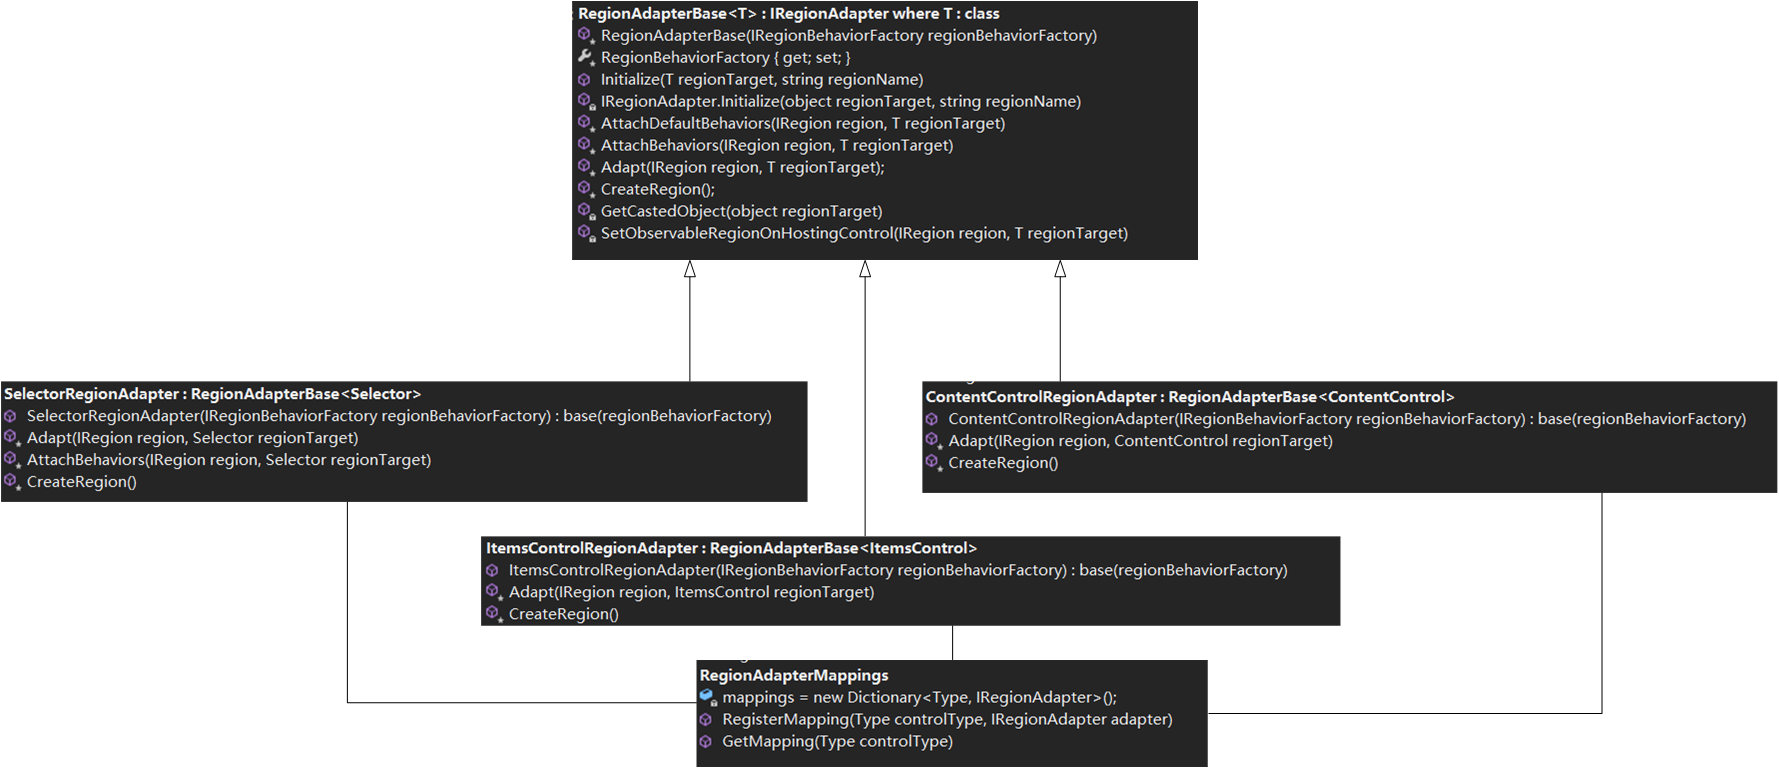 RegionAdapterBase<T> : IRegionAdapter where T : class
RegionAdapterBase(IRegionBehaviorFactory regionBehaviorFactory)
RegionBehaviorFactory { get; set; }
Initialize(T regionTarget, string regionName)
IRegionAdapter.Initialize(object regionTarget, string regionName)
AttachDefaultBehaviors(IRegion region, T regionTarget)
AttachBehaviors(IRegion region, T regionTarget)
Adapt(IRegion region, T regionTarget);
CreateRegion();
GetCastedObject(object regionTarget)
SetObservableRegionOnHostingControl(IRegion region, T regionTarget)
SelectorRegionAdapter : RegionAdapterBase<Selector>
SelectorRegionAdapter(IRegionBehaviorFactory regionBehaviorFactory) : base(regionBehaviorFactory)
Adapt(IRegion region, Selector regionTarget)
AttachBehaviors(IRegion region, Selector regionTarget)
CreateRegion()
ContentControlRegionAdapter : RegionAdapterBase<ContentControl>
ContentControlRegionAdapter(IRegionBehaviorFactory regionBehaviorFactory) : base(regionBehaviorFactory)
Adapt(IRegion region, ContentControl regionTarget)
CreateRegion()
ItemsControlRegionAdapter : RegionAdapterBase<ItemsControl>
ItemsControlRegionAdapter(IRegionBehaviorFactory regionBehaviorFactory) : base(regionBehaviorFactory)
Adapt(IRegion region, ItemsControl regionTarget)
CreateRegion()
RegionAdapterMappings
mappings = new Dictionary<Type, IRegionAdapter>();
RegisterMapping(Type controlType, IRegionAdapter adapter)
GetMapping(Type controlType)